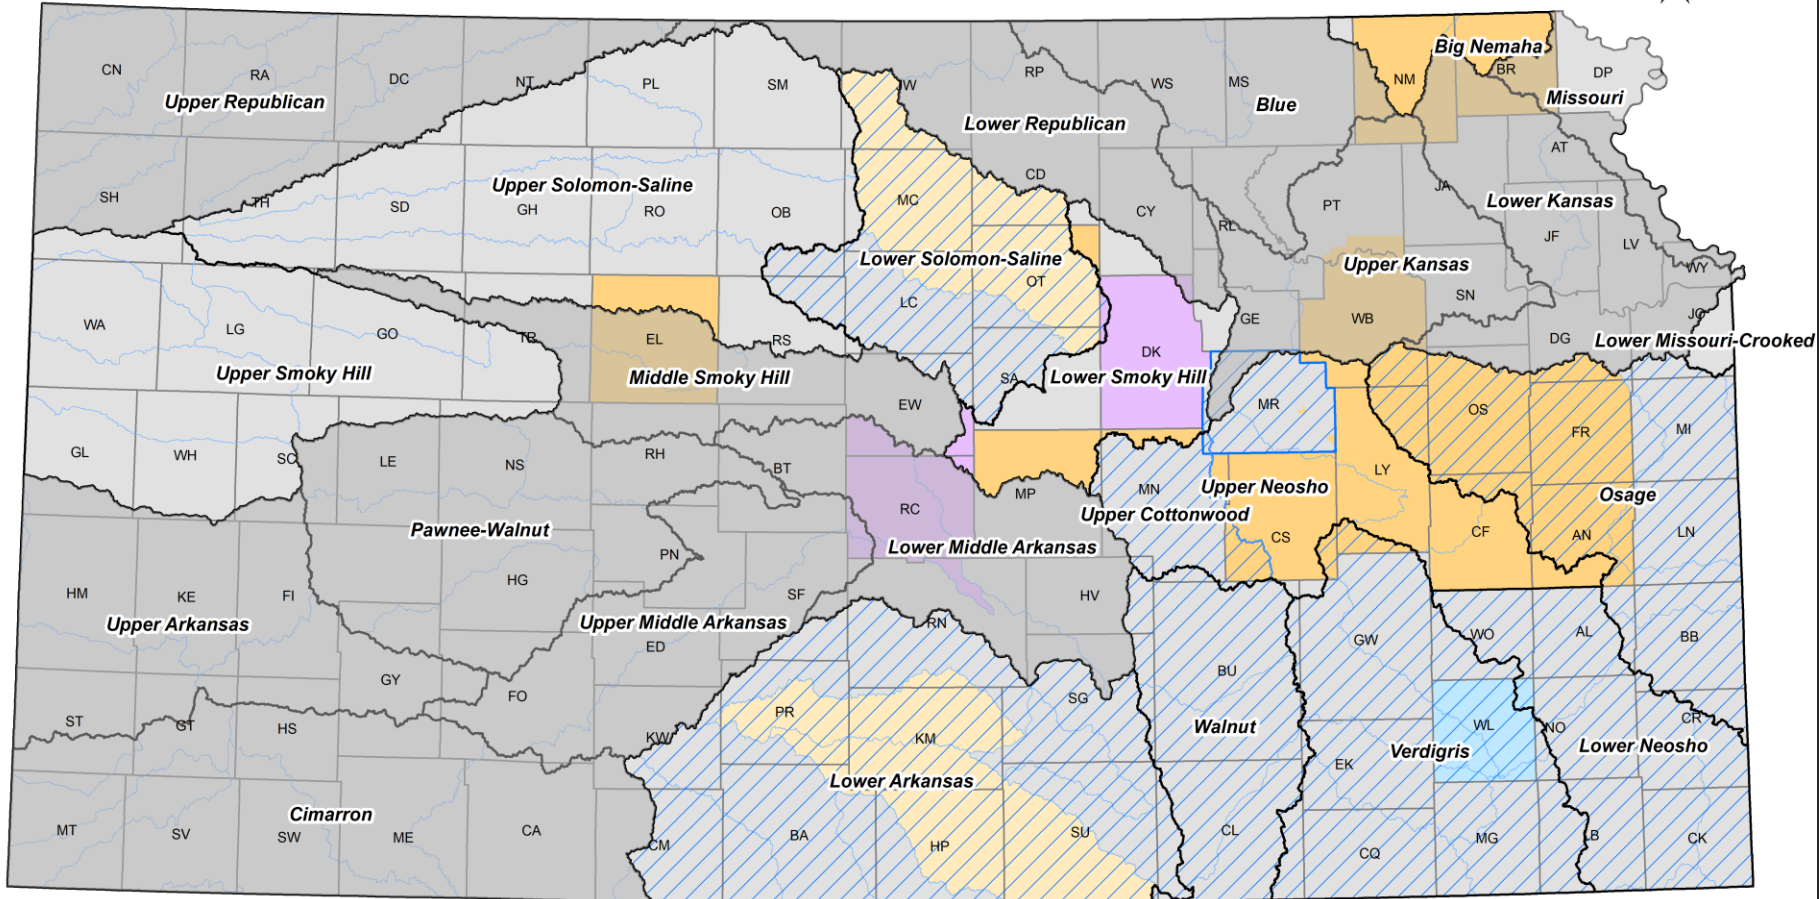 CN
RA
DC
NT
PL
SM
JW
RP
WS
MS
NM
BR
DP
Big Nemaha
Upper Republican
Lower Republican
Blue
Missouri
SH
TH
SD
GH
RO
OB
MC
CD
CY
RL
PT
JA
AT
JF
LV
WY
Upper Solomon-Saline
Lower Kansas
Lower Solomon-Saline
Upper Kansas
WA
LG
GO
TR
EL
RS
LC
OT
SA
DK
GE
WB
SN
DG
JO
Lower Missouri-Crooked
Upper Smoky Hill
Middle Smoky Hill
Lower Smoky Hill
GL
WH
SC
LE
NS
RH
BT
EW
RC
MP
MN
MR
LY
OS
FR
MI
Upper Neosho
Osage
Upper Cottonwood
Pawnee-Walnut
Lower Middle Arkansas
HM
KE
FI
HG
PN
SF
HV
CS
CF
AN
LN
Upper Arkansas
Upper Middle Arkansas
RN
ED
GY
FO
ST
GT
HS
KW
PR
KM
SG
BU
GW
WO
AL
BB
Walnut
Verdigris
Lower Neosho
WL
NO
CR
EK
Lower Arkansas
Cimarron
MT
SV
SW
ME
CA
CM
BA
HP
SU
CL
CQ
MG
LB
CK